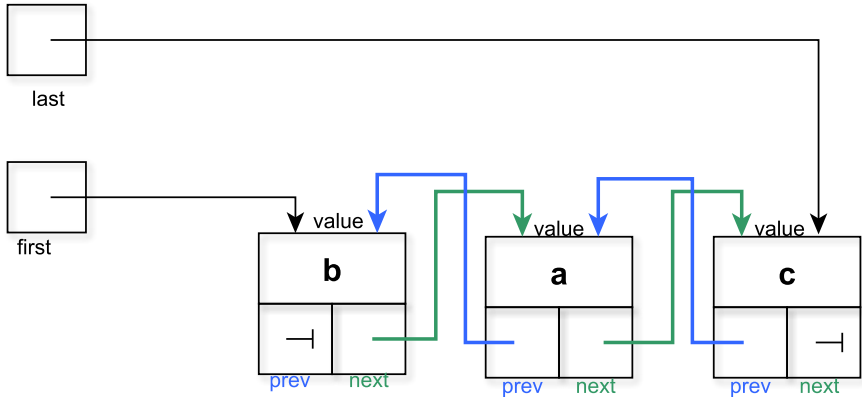 last
first
value
value
value
b
a
c
prev
next
prev
next
prev
next